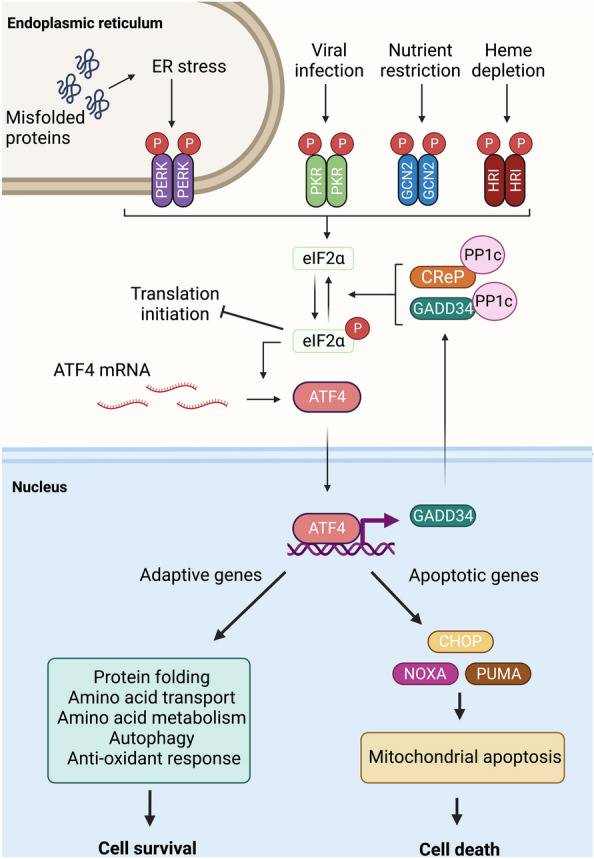 Endoplasmic reticulum
ER stress
Misfolded
proteins
Viral
infection
Nutrient
restriction
Heme
depletion
P P P P P P P P
PERK PERK PKR PKR GCN2 GCN2 HRI HRI
eIF2α
PP1c
CReP
GADD34 PP1c
Translation
initiation
P
eIF2α
ATF4 mRNA
ATF4
Nucleus
ATF4
GADD34
Adaptive genes
Apoptotic genes
CHOP
NOXA PUMA
Protein folding
Amino acid transport
Amino acid metabolism
Autophagy
Anti-oxidant response
Mitochondrial apoptosis
Cell survival
Cell death